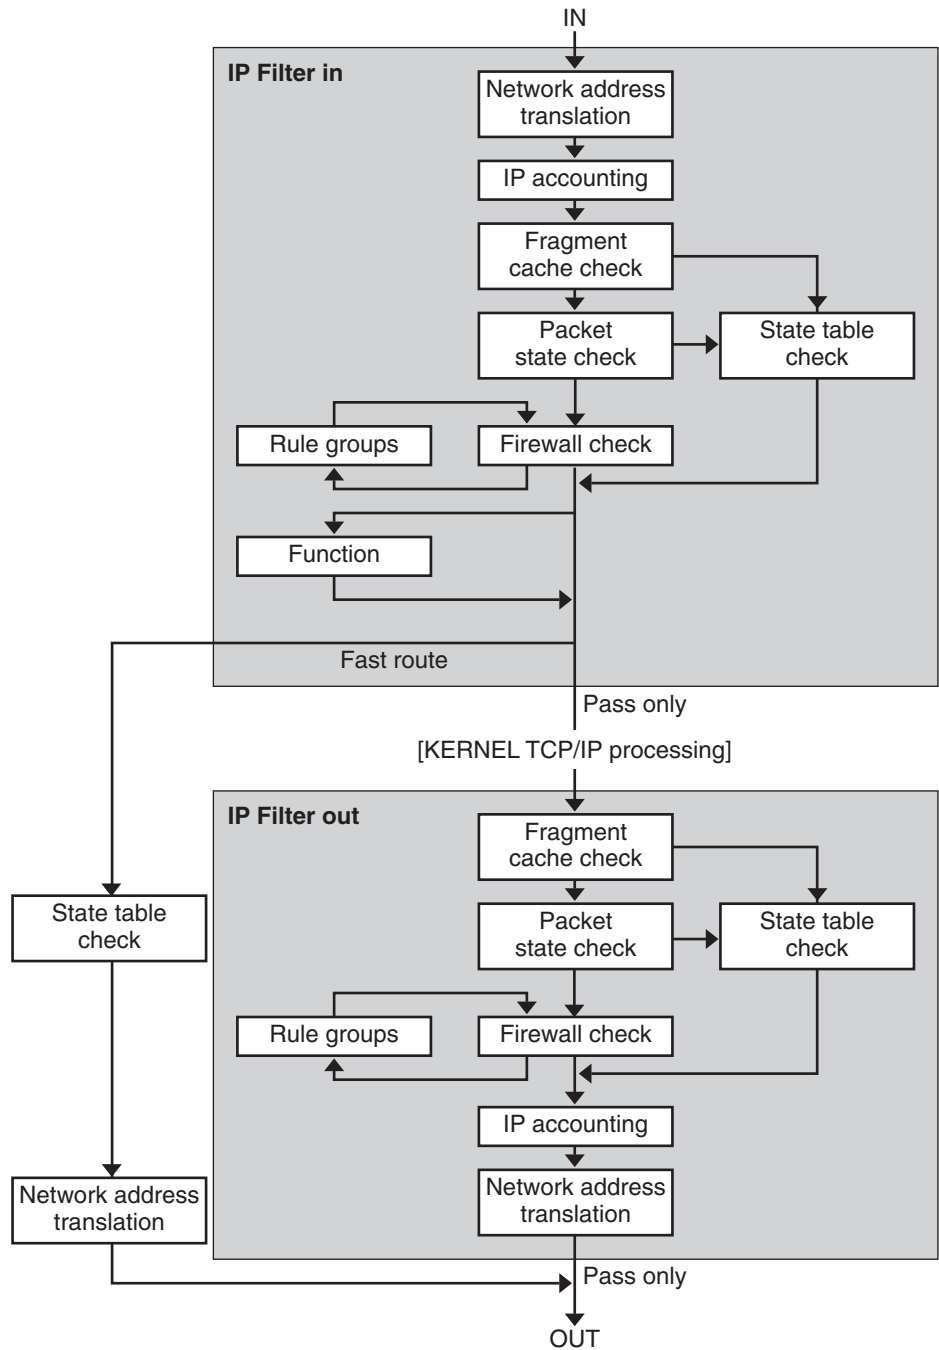 IN
IP Filter in
Network address
translation
IP accounting
Fragment
cache check
Packet
state check
State table
check
Rule groups
Firewall check
Function
Fast route
Pass only
[KERNEL TCP/IP processing]
IP Filter out
Fragment
cache check
State table
check
Packet
state check
State table
check
Rule groups
Firewall check
IP accounting
Network address
translation
Network address
translation
Pass only
OUT